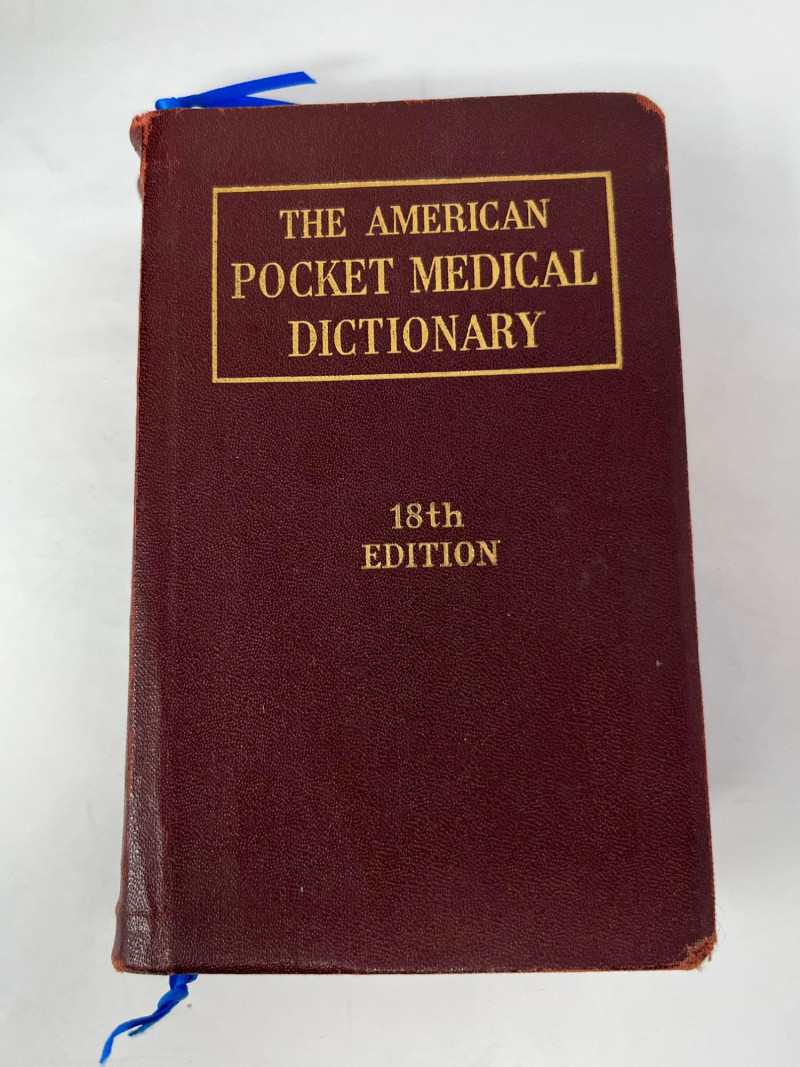 THE AMERICAN
POCKET MEDICAL
DICTIONARY
18th
EDITION